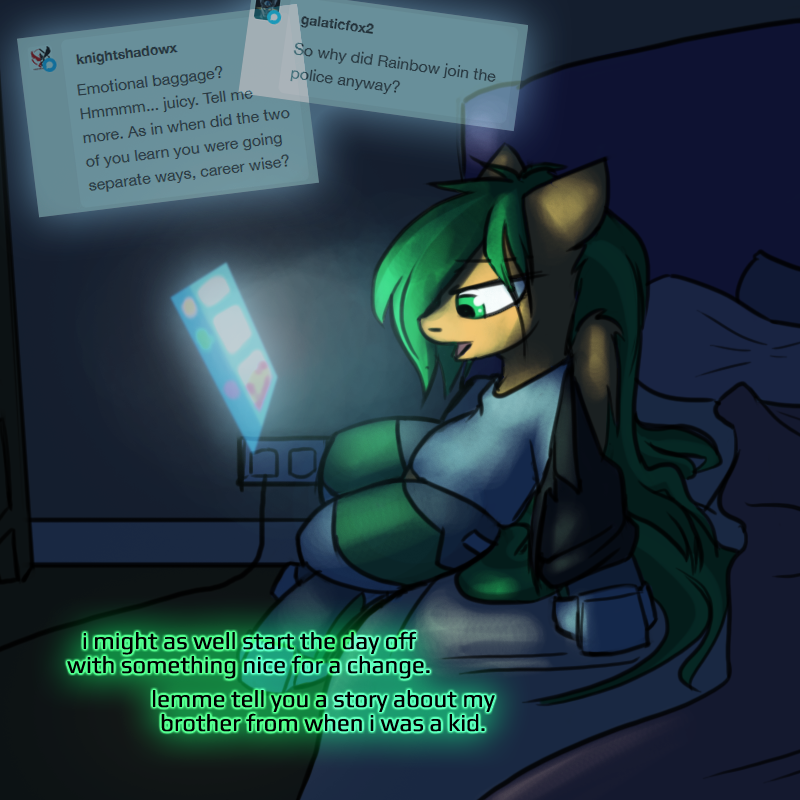 knightshadowx
Emotional baggage?
Hmmmm... juicy. Tell me
more. As in when did the two
of you learn you were going
separate ways, career wise?
galaticfox2
So why did Rainbow join the
police anyway?
i might as well start the day off
with something nice for a change.
lemme tell you a story about my
brother from when i was a kid.